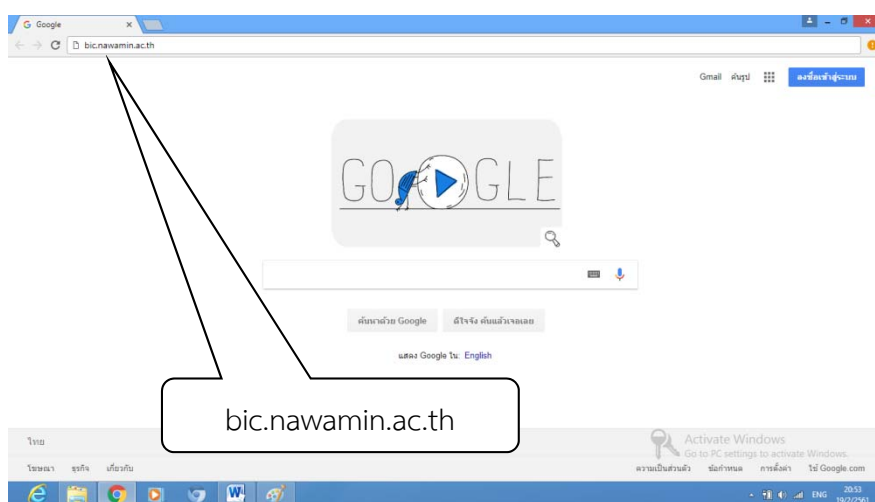 Google
bic.nawamin.ac.th
Gmail ค้นรูป ลงชื่อเข้าสู่ระบบ
GOOGLE
ค้นหาด้วย Google ดีใจจัง ค้นแล้วเจอเลย
แสดง Google ใน: English
bic.nawamin.ac.th
ไทย
Activate Windows
Go to PC settings to activate Windows.
โฆษณา ธุรกิจ เกี่ยวกับ ความเป็นส่วนตัว ข้อกำหนด การตั้งค่า ใช้ Google.com
ENG 20:53
19/2/2561